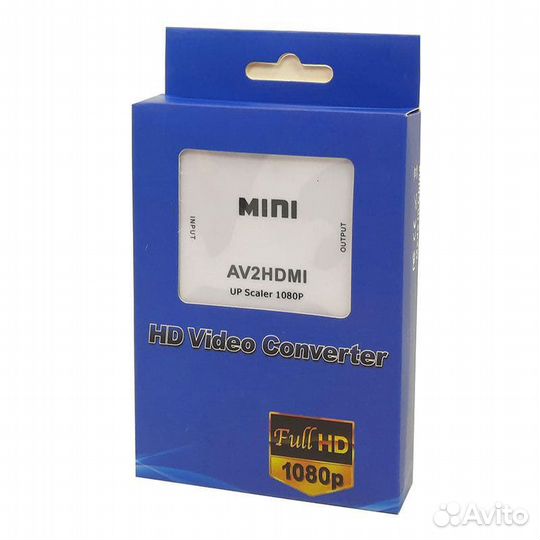 MINI
INPUT
OUTPUT
AV2HDMI
UP Scaler 1080P
HD Video Converter
Full HD
1080p
Avito